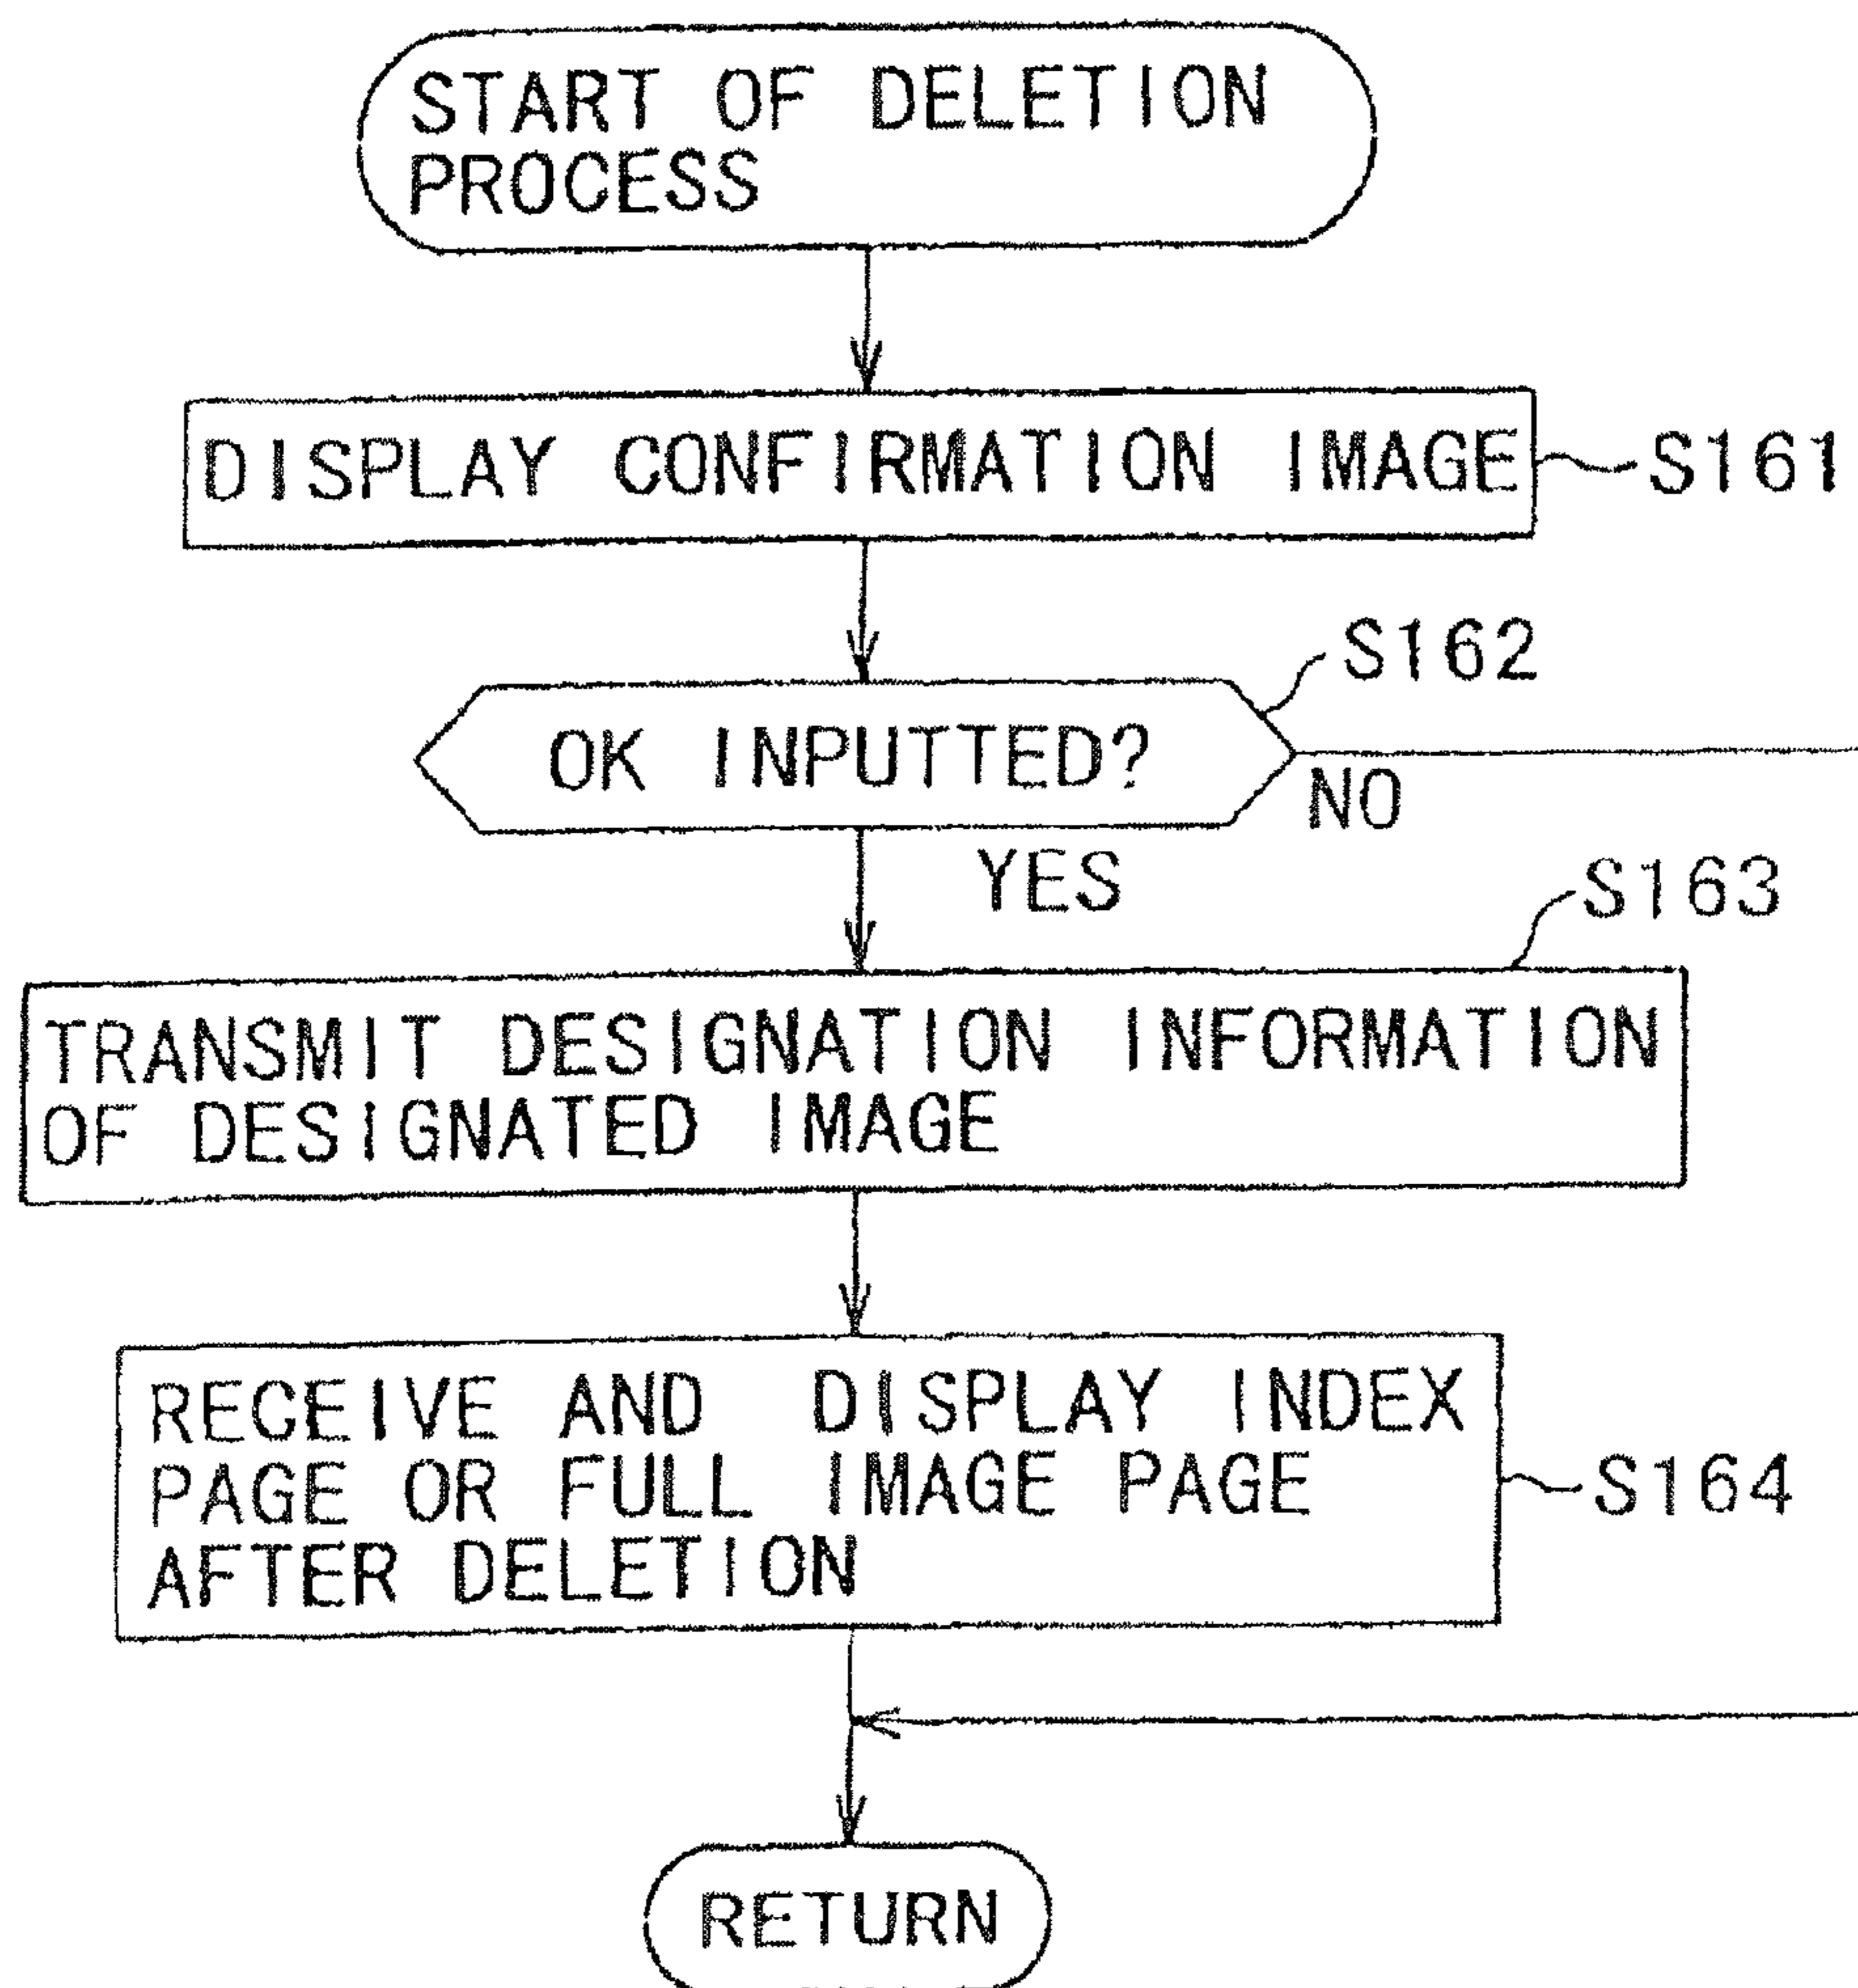 START OF DELETION
PROCESS
DISPLAY CONFIRMATION IMAGE
S161
S162
OK INPUTTED?
NO
YES
S163
TRANSMIT DESIGNATION INFORMATION
OF DESIGNATED IMAGE
RECEIVE AND DISPLAY INDEX
PAGE OR FULL IMAGE PAGE
AFTER DELETION
S164
RETURN